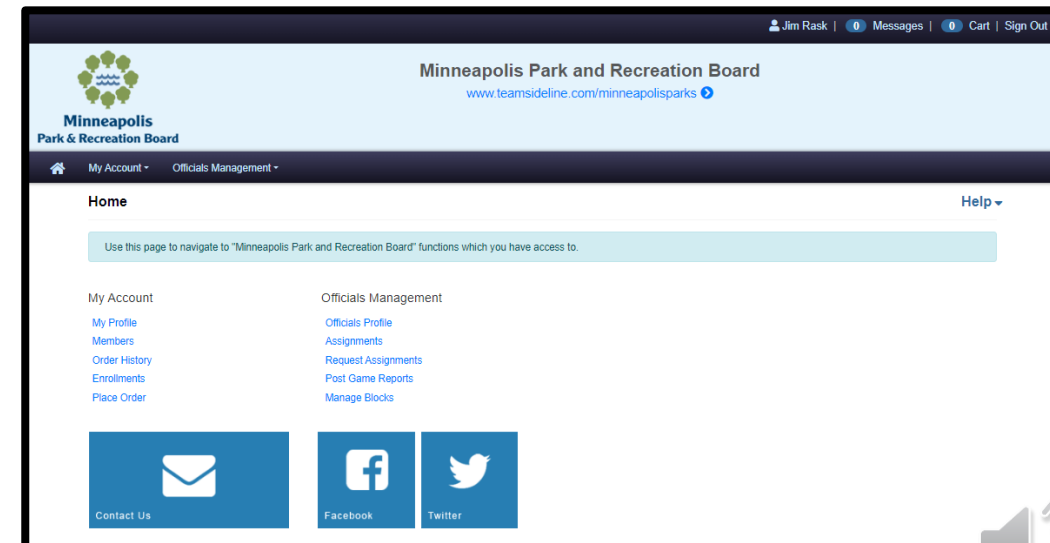 Jim Rask | 0 Messages | 0 Cart | Sign Out
Minneapolis
Park & Recreation Board
Minneapolis Park and Recreation Board
www.teamsideline.com/minneapolisparks
My Account Officials Management
Home Help
Use this page to navigate to "Minneapolis Park and Recreation Board" functions which you have access to.
My Account
My Profile
Members
Order History
Enrollments
Place Order
Officials Management
Officials Profile
Assignments
Request Assignments
Post Game Reports
Manage Blocks
Contact Us
Facebook
Twitter